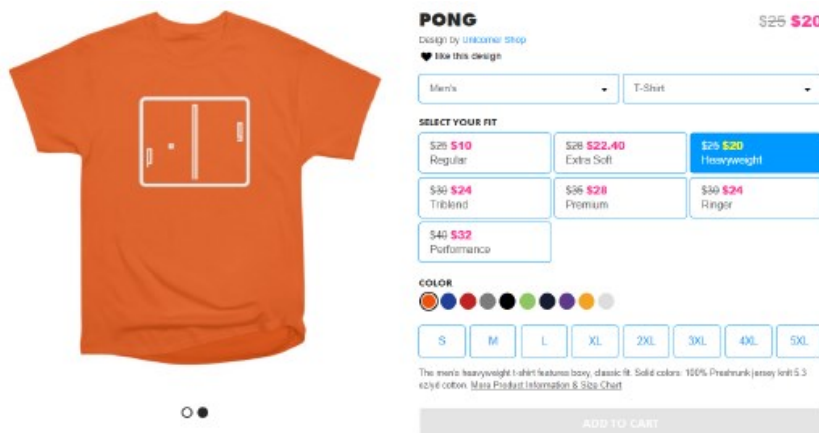 PONG
$25 $20
Design by Unicorner Shop
like this design
Men's
T-Shirt
SELECT YOUR FIT
$25 $10
Regular
$28 $22.40
Extra Soft
$25 $20
Heavyweight
$30 $24
Triblend
$35 $28
Premium
$30 $24
Ringer
$40 $32
Performance
COLOR
S M L XL 2XL 3XL 4XL 5XL
The men's heavyweight t-shirt features boxy, classic fit. Solid colors: 100% Preshrunk jersey knit 5.3
oz/yd cotton. More Product Information & Size Chart
ADD TO CART